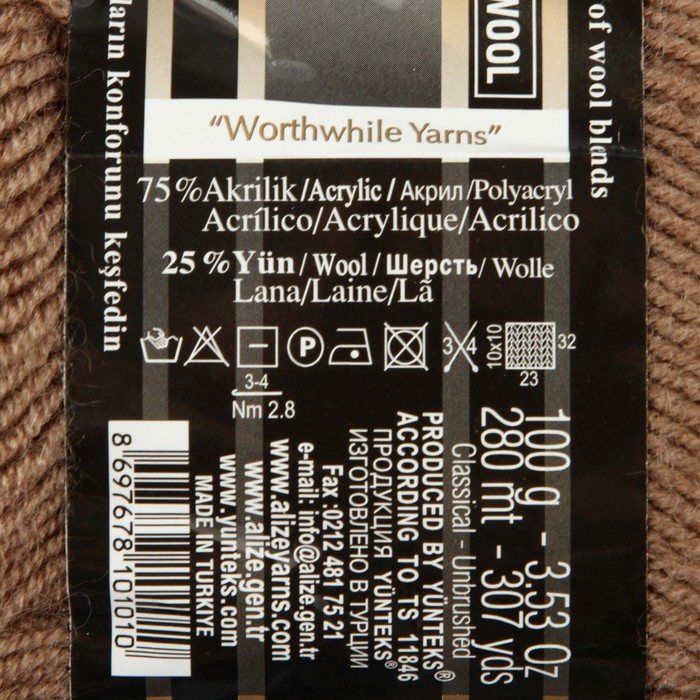 WOOL
of wool blends
ların konforunu keşfedin
"Worthwhile Yarns"
75%Akrilik/Acrylic/Акрил/Polyacryl
Acrílico/Acrylique/Acrilico
25%Yün/Wool/Шерсть/Wolle
Lana/Laine/Lã
P
3-4
10x10
32
23
3-4
Nm 2.8
100 g - 3.53 Oz
280 mt - 307 yds
Classical - Unbrushed
PRODUCED BY YÜNTEKS®
ACCORDING TO TS 11846
ПРОДУКЦИЯ YÜNTEKS®
ИЗГОТОВЛЕНО В ТУРЦИИ
Fax :0212 481 75 21
e-mail: info@alize.gen.tr
www.alizeyarns.com
www.alize.gen.tr
www.yunteks.com
MADE IN TURKIYE
8 697678 101010